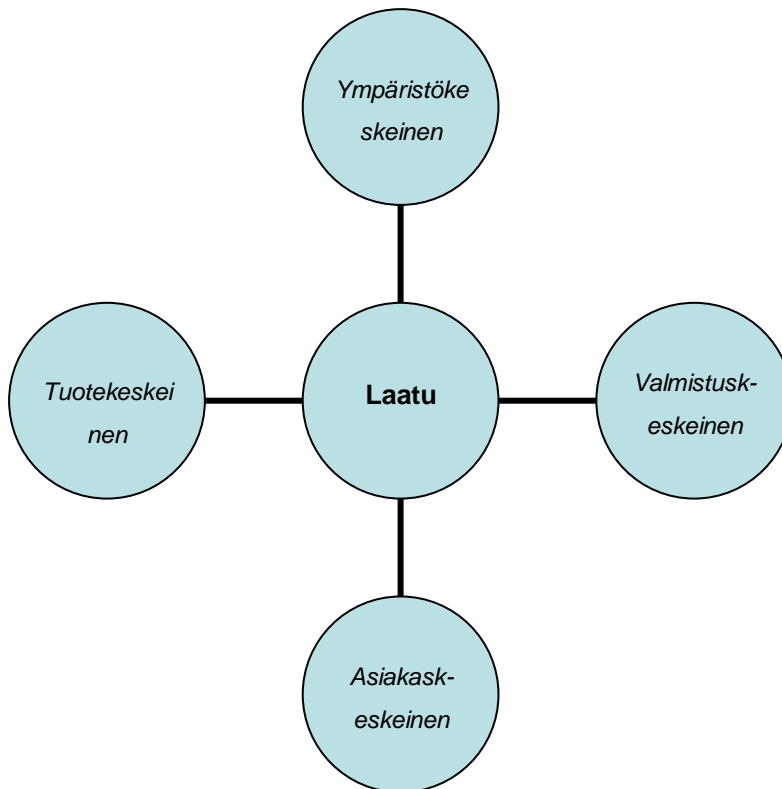 Ympäristöke
skeinen
Tuotekeskei
nen
Laatu
Valmistusk-
eskeinen
Asiakask-
eskeinen